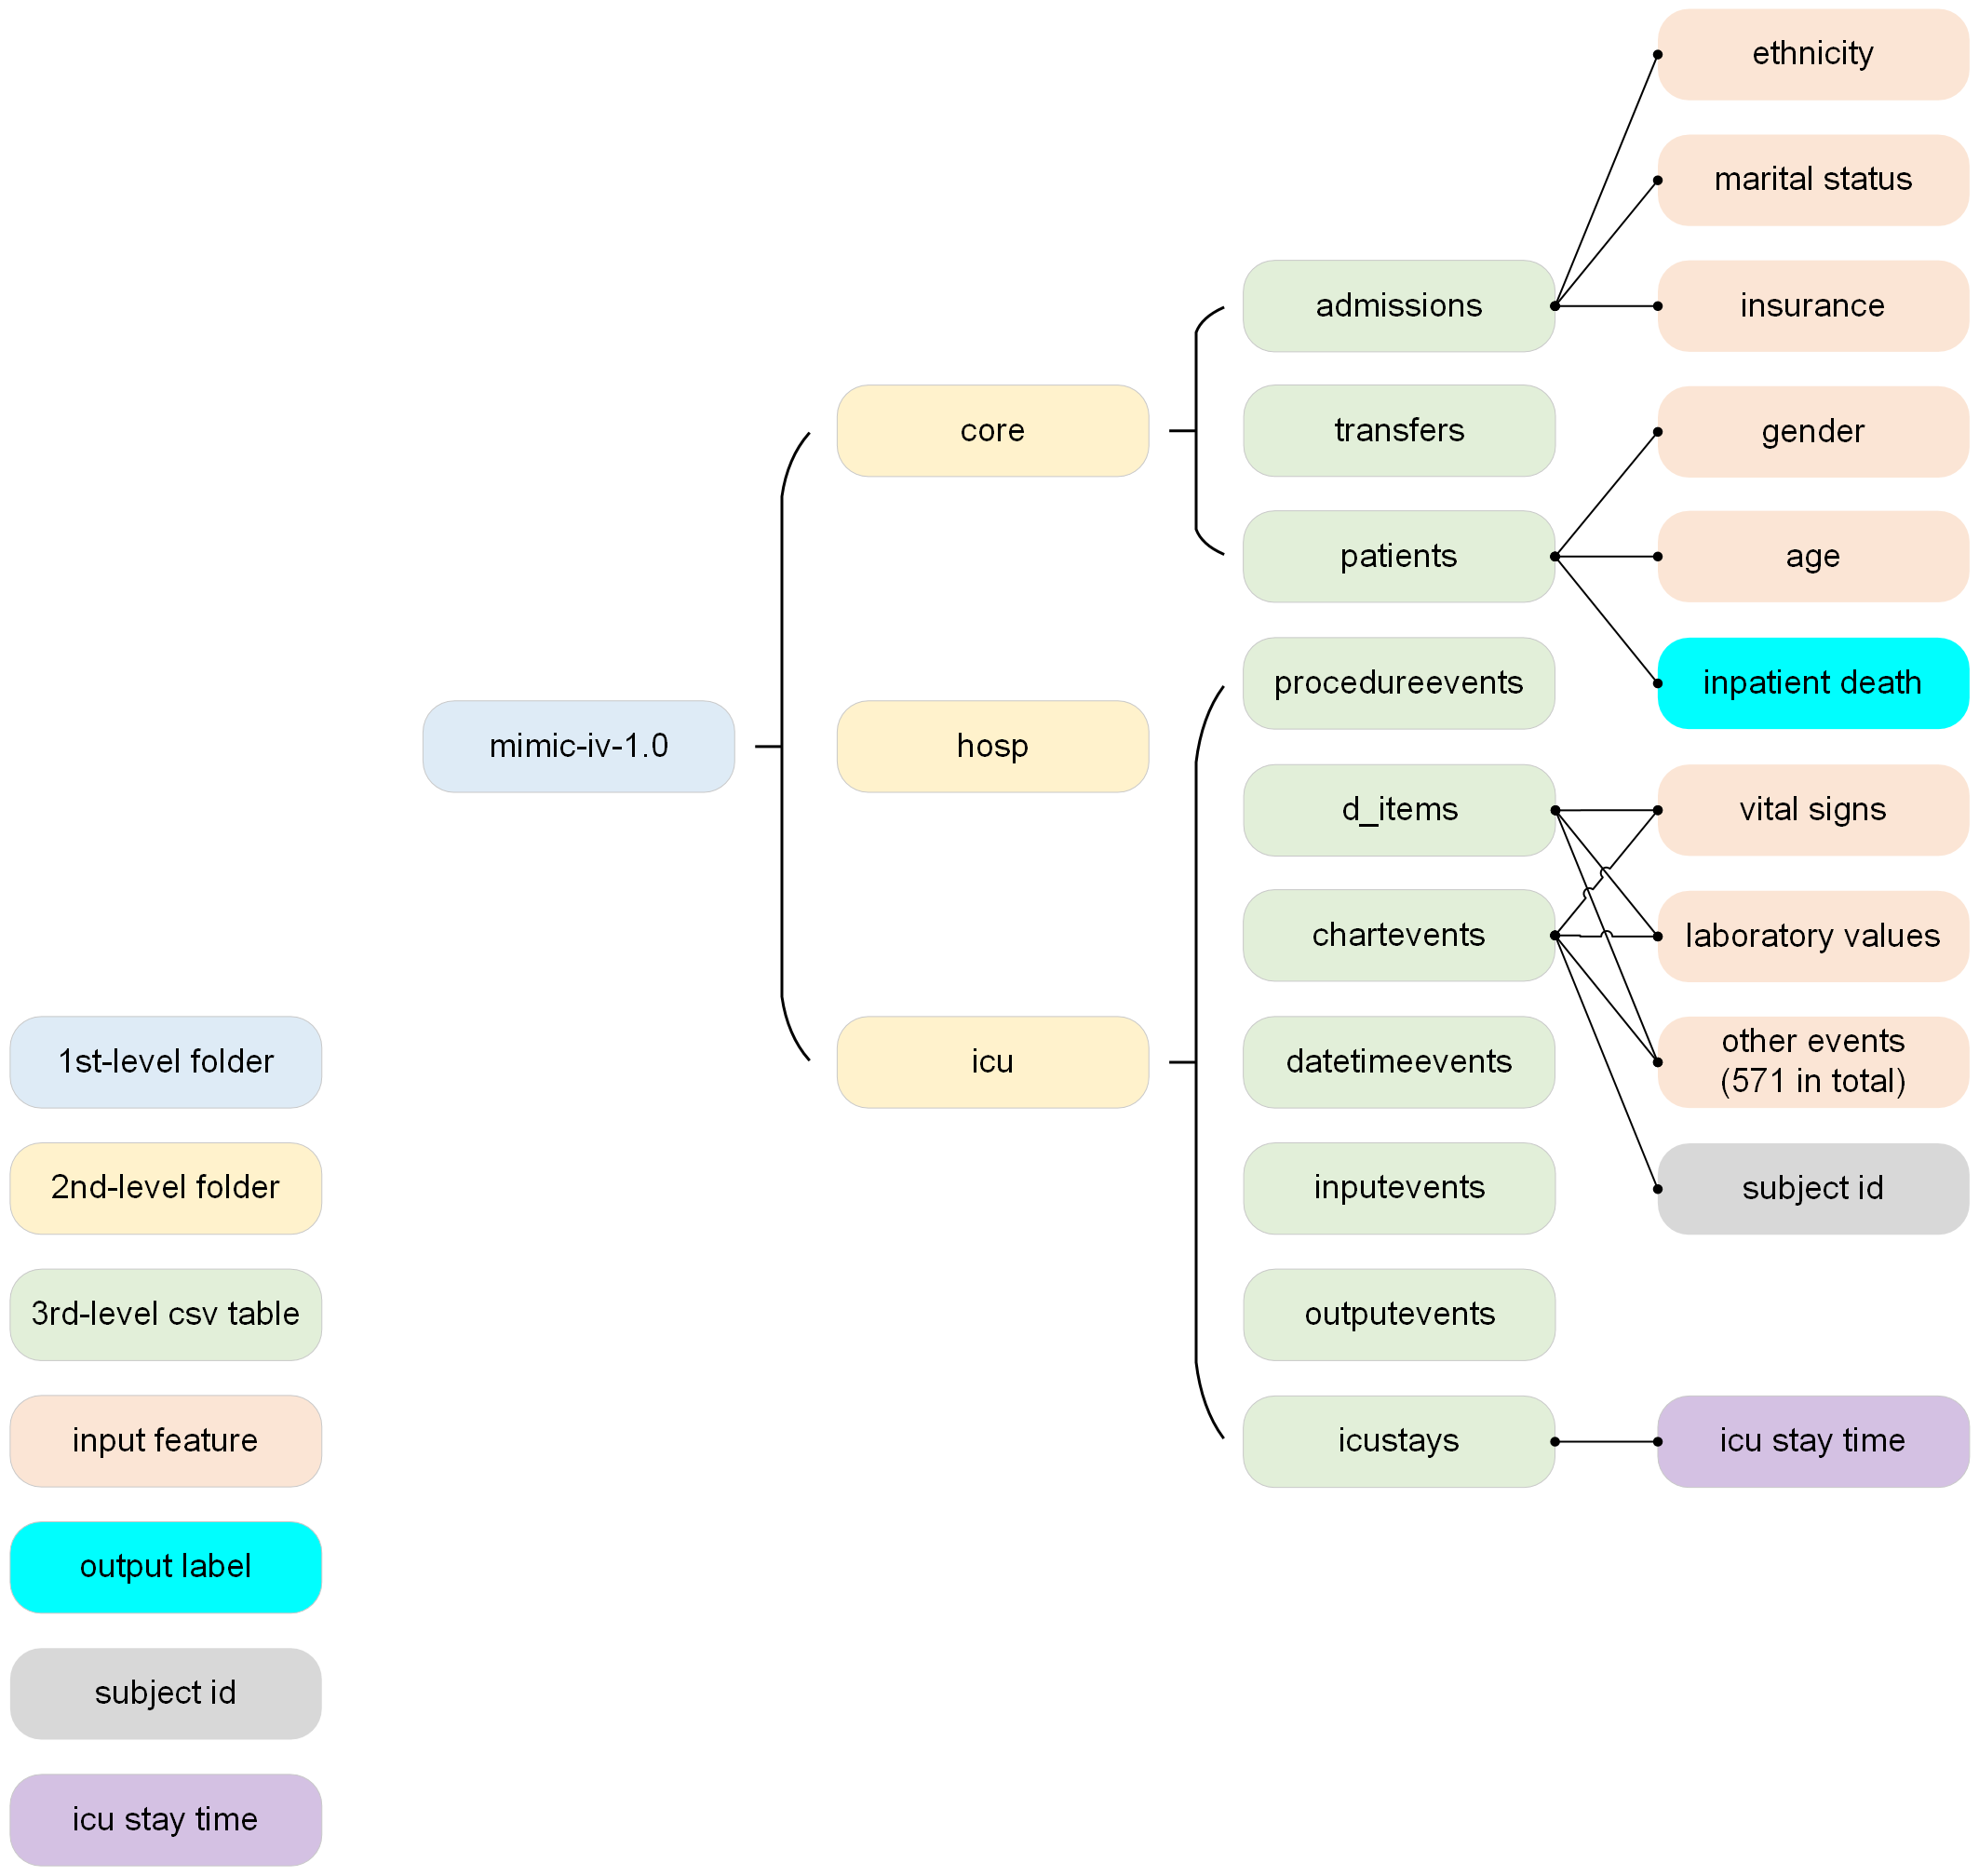 ethnicity
marital status
admissions
insurance
core
transfers
gender
patients
age
procedureevents
inpatient death
mimic-iv-1.0
hosp
d_items
vital signs
chartevents
laboratory values
1st-level folder
icu
datetimeevents
other events
(571 in total)
2nd-level folder
inputevents
subject id
3rd-level csv table
outputevents
input feature
icustays
icu stay time
output label
subject id
icu stay time